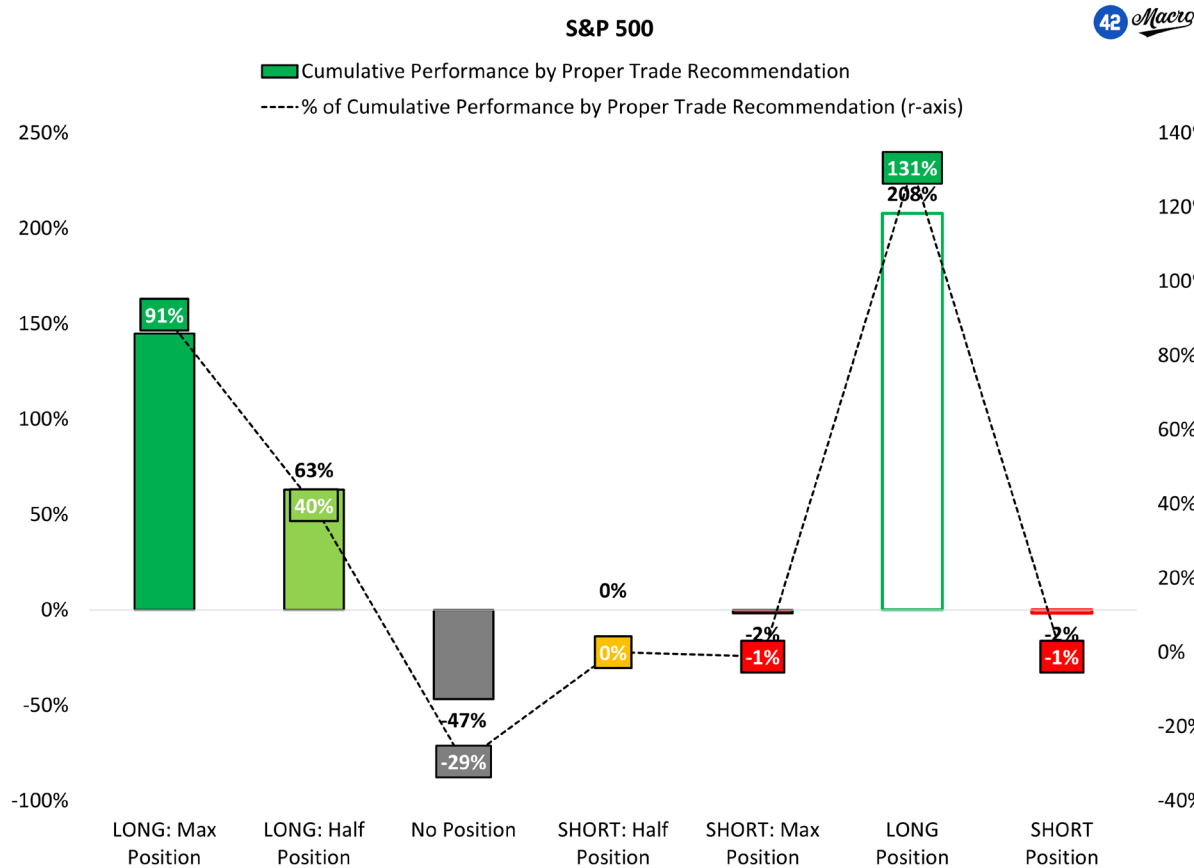 S&P 500
42 Macro
Cumulative Performance by Proper Trade Recommendation
% of Cumulative Performance by Proper Trade Recommendation (r-axis)
250%
200%
150%
100%
50%
0%
-50%
-100%
140%
120%
100%
80%
60%
40%
20%
0%
-20%
-40%
91%
63%
40%
-47%
-29%
0%
0%
-2%
-1%
131%
208%
-2%
-1%
LONG: Max
Position
LONG: Half
Position
No Position
SHORT: Half
Position
SHORT: Max
Position
LONG
Position
SHORT
Position